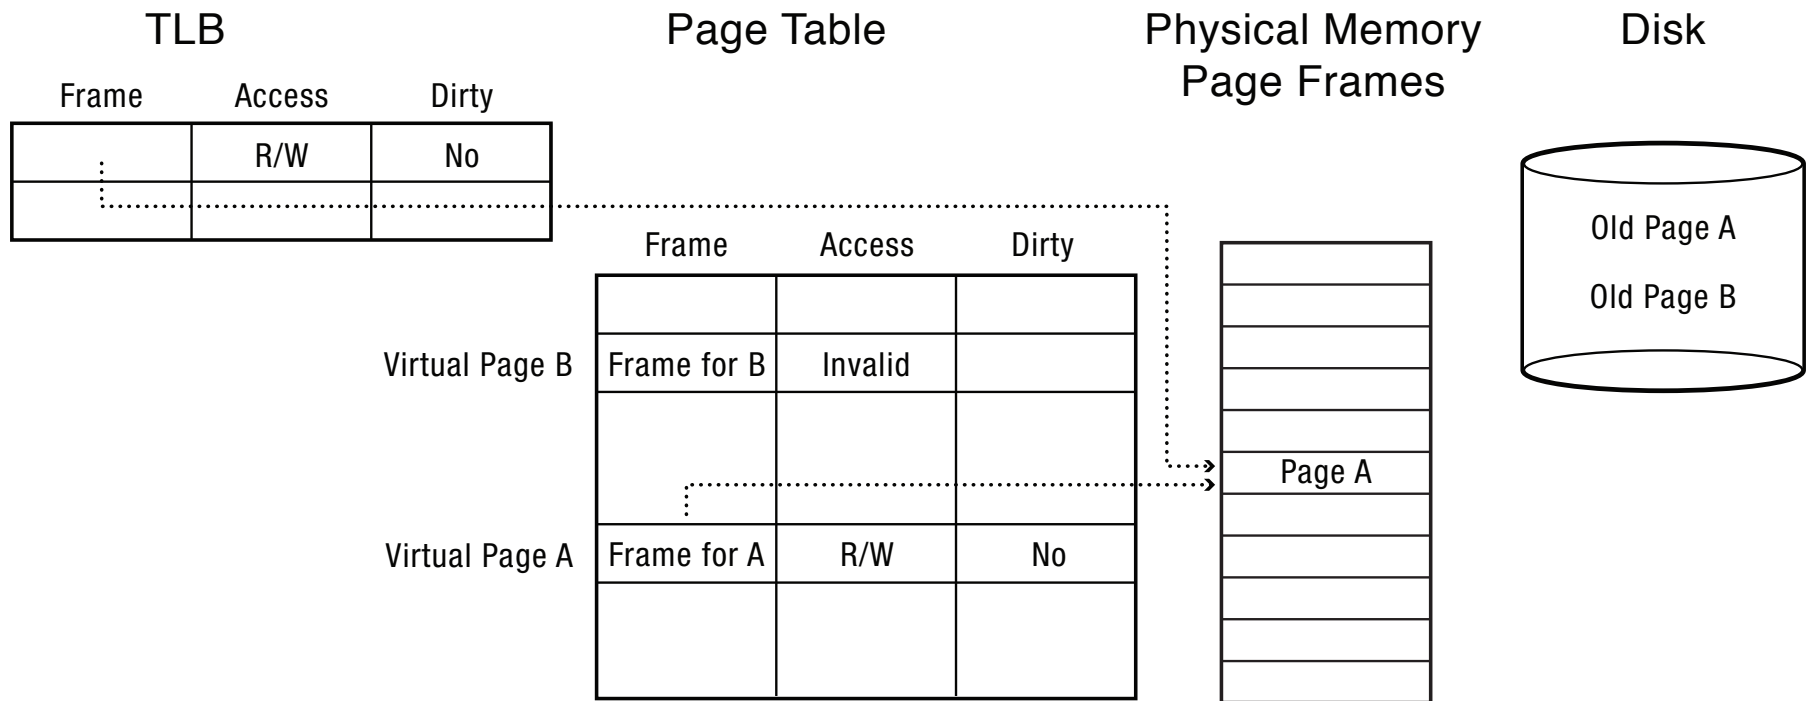 TLB
Page Table
Physical Memory
Page Frames
Disk
Frame Access Dirty
R/W No
Frame Access Dirty
Virtual Page B Frame for B Invalid
Virtual Page A Frame for A R/W No
Page A
Old Page A
Old Page B